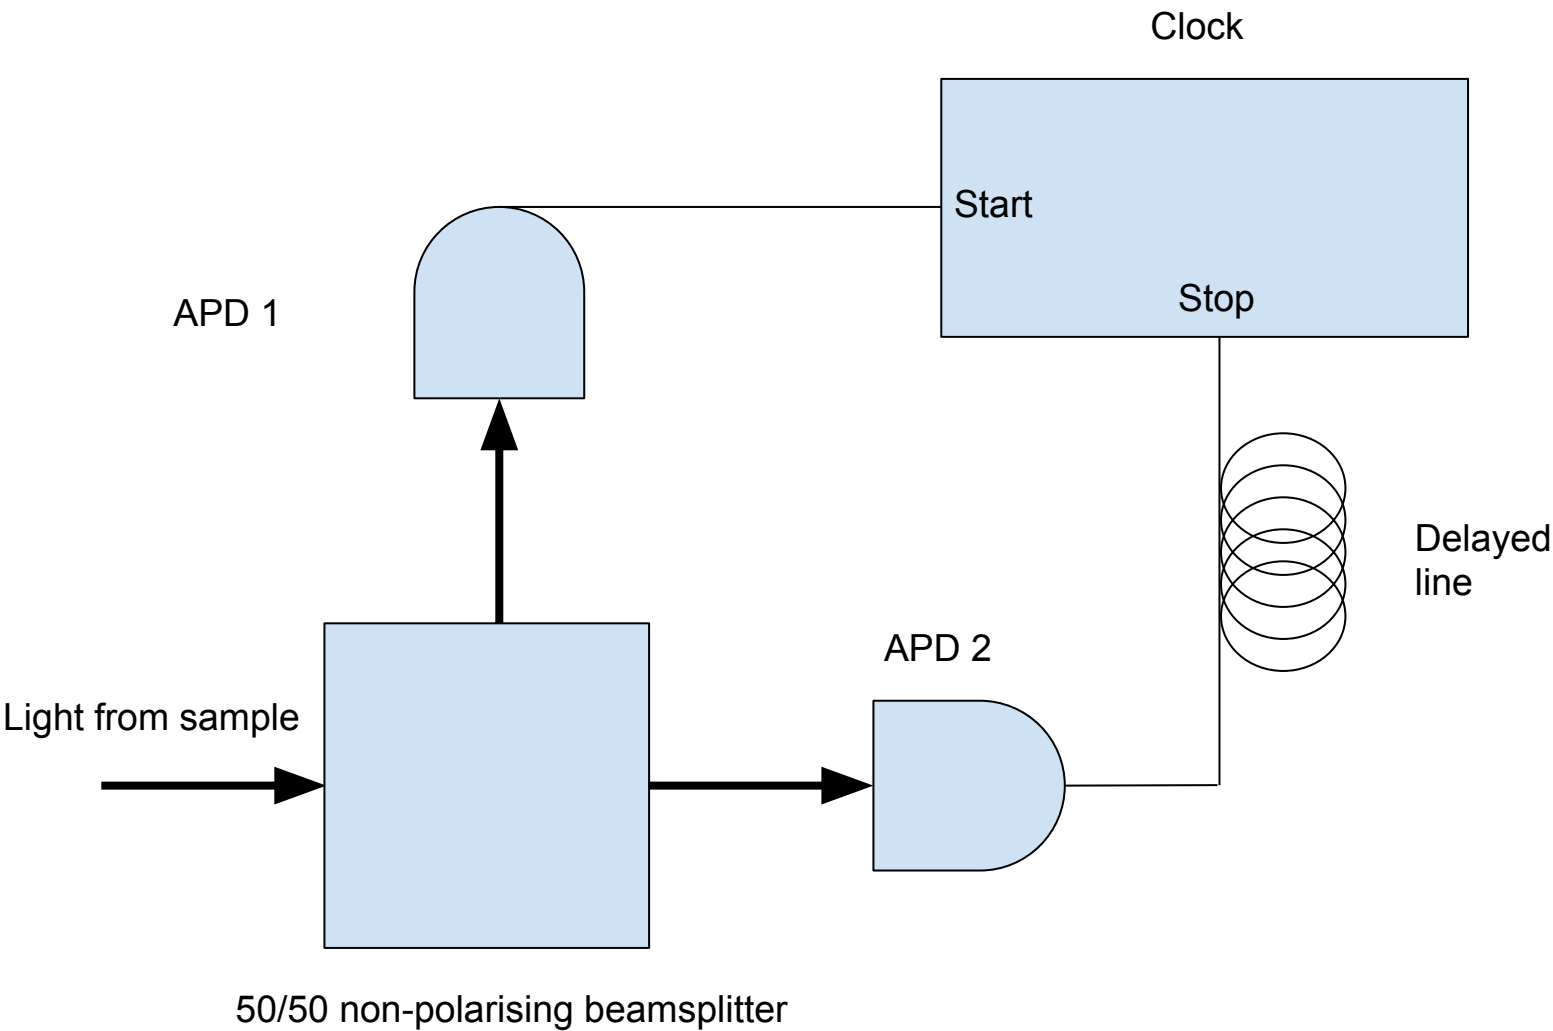 Clock
Start
Stop
APD 1
Delayed
line
APD 2
Light from sample
50/50 non-polarising beamsplitter